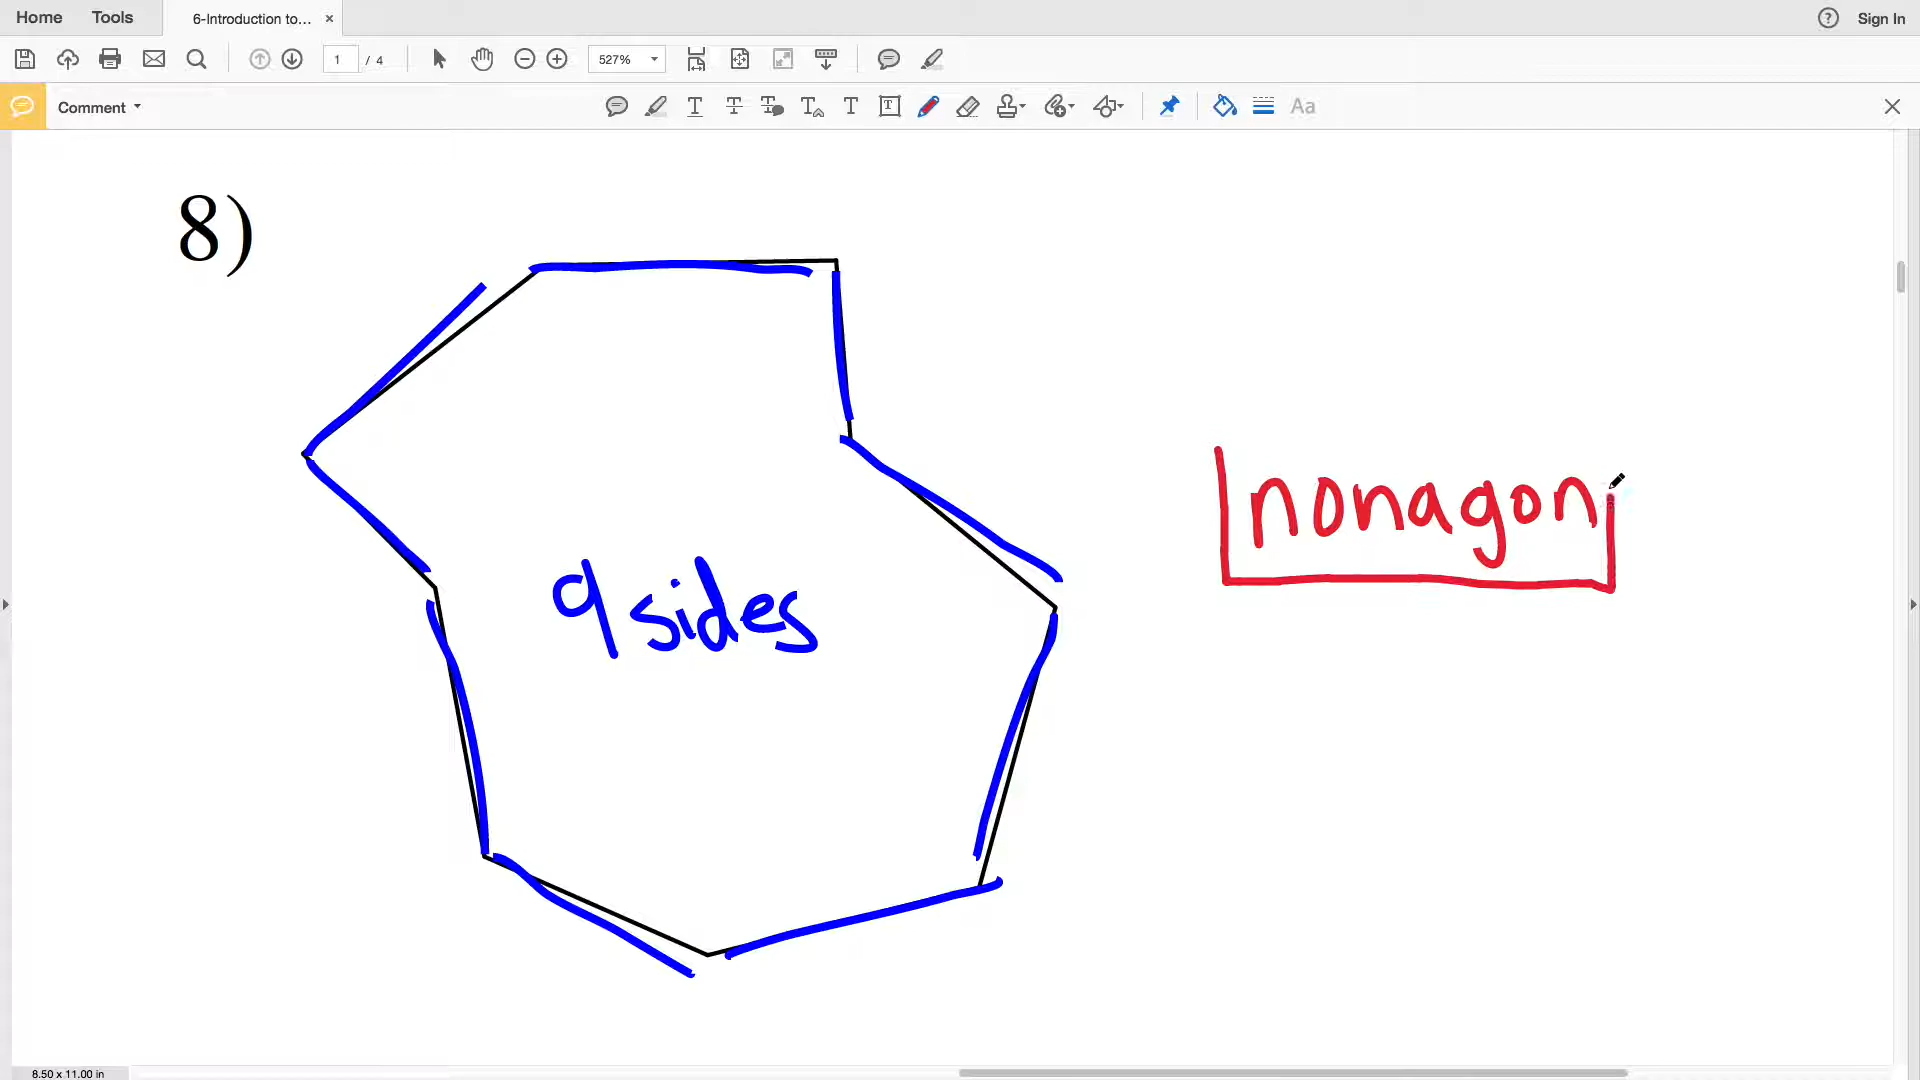 Home Tools 6-Introduction to... × ? Sign In
1 / 4 527%
Comment T T T T T T Aa
8)
nonagon
9 sides
8.50 x 11.00 in